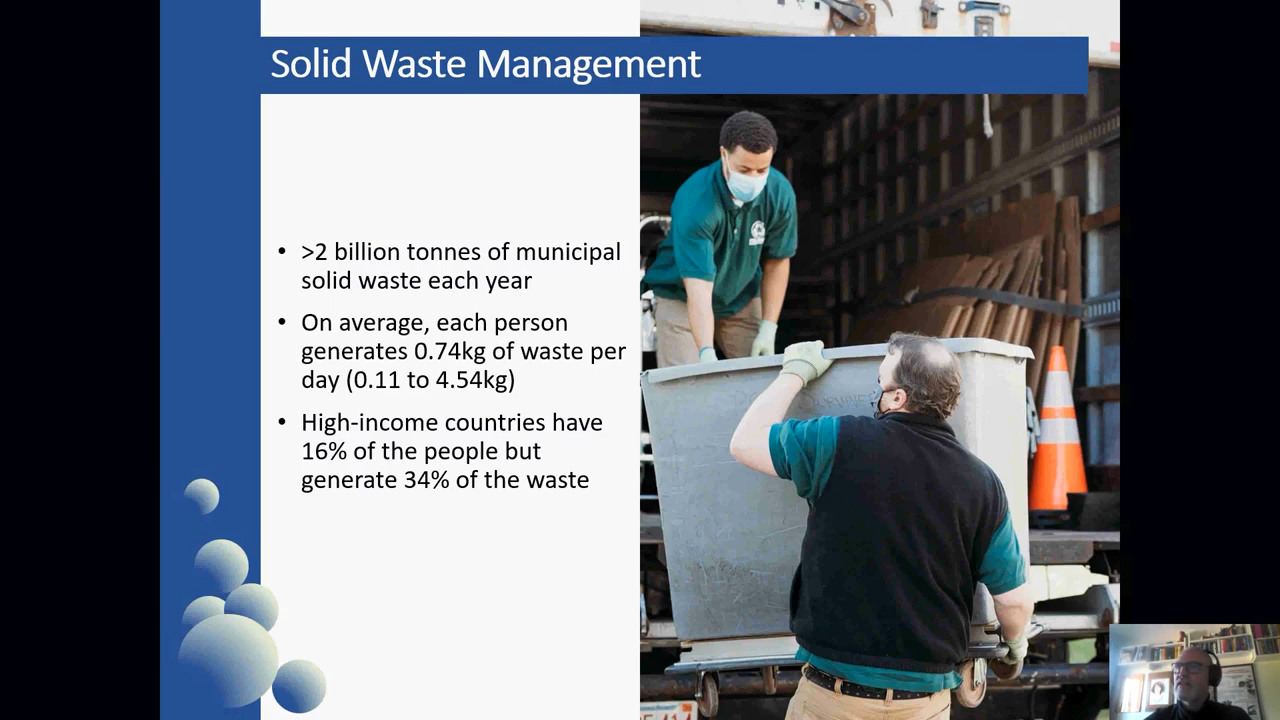 Solid Waste Management
• >2 billion tonnes of municipal
solid waste each year
• On average, each person
generates 0.74kg of waste per
day (0.11 to 4.54kg)
• High-income countries have
16% of the people but
generate 34% of the waste